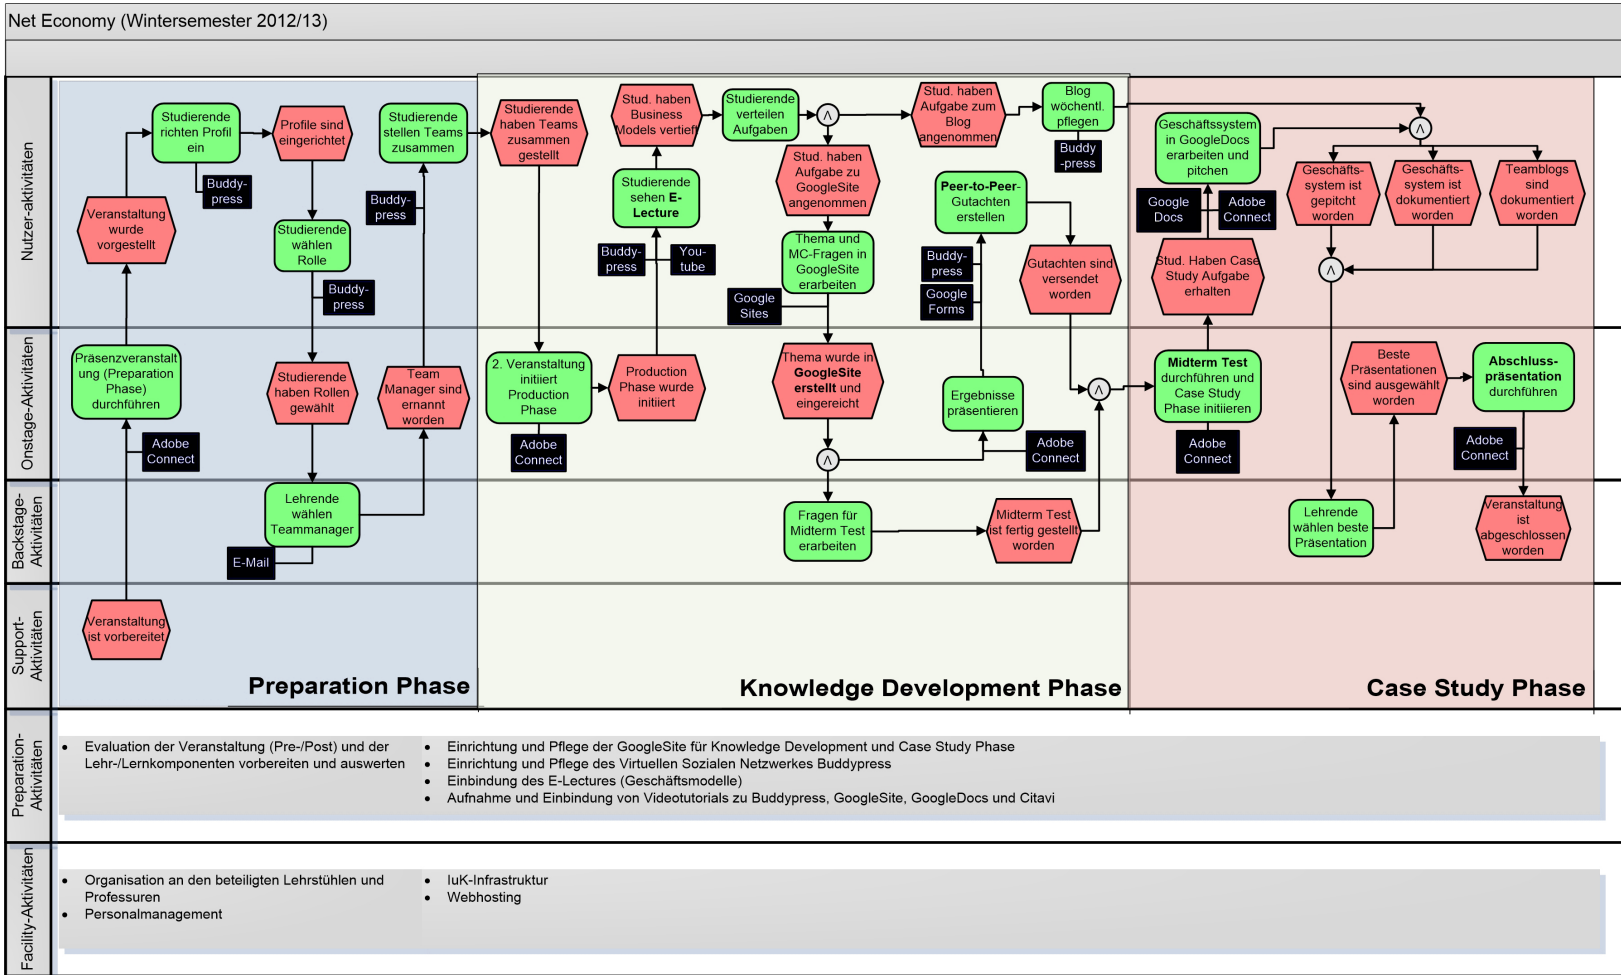 Net Economy (Wintersemester 2012/13)
Nutzer-aktivitäten
Veranstaltung
wurde
vorgestellt
Studierende
richten Profil
ein
Buddy-
press
Profile sind
eingerichtet
Studierende
wählen
Rolle
Buddy-
press
Studierende
stellen Teams
zusammen
Buddy-
press
Studierende
haben Teams
zusammen
gestellt
Stud. haben
Business
Models vertieft
Studierende
sehen E-
Lecture
Buddy-
press
You-
tube
Studierende
verteilen
Aufgaben
Stud. haben
Aufgabe zu
GoogleSite
angenommen
Thema und
MC-Fragen in
GoogleSite
erarbeiten
Google
Sites
Stud. haben
Aufgabe zum
Blog
angenommen
Blog
wöchentl.
pflegen
Buddy
-press
Peer-to-Peer-
Gutachten
erstellen
Buddy-
press
Google
Forms
Gutachten sind
versendet
worden
Geschäftssystem
in GoogleDocs
erarbeiten und
pitchen
Google
Docs
Adobe
Connect
Stud. Haben Case
Study Aufgabe
erhalten
Geschäfts-
system ist
gepitcht
worden
Geschäfts-
system ist
dokumentiert
worden
Teamblogs
sind
dokumentiert
worden
Onstage-Aktivitäten
Präsenzveranstalt
ung (Preparation
Phase)
durchführen
Adobe
Connect
Studierende
haben Rollen
gewählt
Team
Manager sind
ernannt
worden
2. Veranstaltung
initiiert
Production
Phase
Adobe
Connect
Production
Phase wurde
initiiert
Thema wurde in
GoogleSite
erstellt und
eingereicht
Ergebnisse
präsentieren
Adobe
Connect
Midterm Test
durchführen und
Case Study
Phase initiieren
Adobe
Connect
Beste
Präsentationen
sind ausgewählt
worden
Abschluss-
präsentation
durchführen
Adobe
Connect
Backstage-
Aktivitäten
Lehrende
wählen
Teammanager
E-Mail
Fragen für
Midterm Test
erarbeiten
Midterm Test
ist fertig gestellt
worden
Lehrende
wählen beste
Präsentation
Veranstaltung
ist
abgeschlossen
worden
Support-
Aktivitäten
Veranstaltung
ist vorbereitet
Preparation Phase
Knowledge Development Phase
Case Study Phase
Preparation-
Aktivitäten
• Evaluation der Veranstaltung (Pre-/Post) und der
Lehr-/Lernkomponenten vorbereiten und auswerten
• Einrichtung und Pflege der GoogleSite für Knowledge Development und Case Study Phase
• Einrichtung und Pflege des Virtuellen Sozialen Netzwerkes Buddypress
• Einbindung des E-Lectures (Geschäftsmodelle)
• Aufnahme und Einbindung von Videotutorials zu Buddypress, GoogleSite, GoogleDocs und Citavi
Facility-Aktivitäten
• Organisation an den beteiligten Lehrstühlen und
Professuren
• Personalmanagement
• IuK-Infrastruktur
• Webhosting